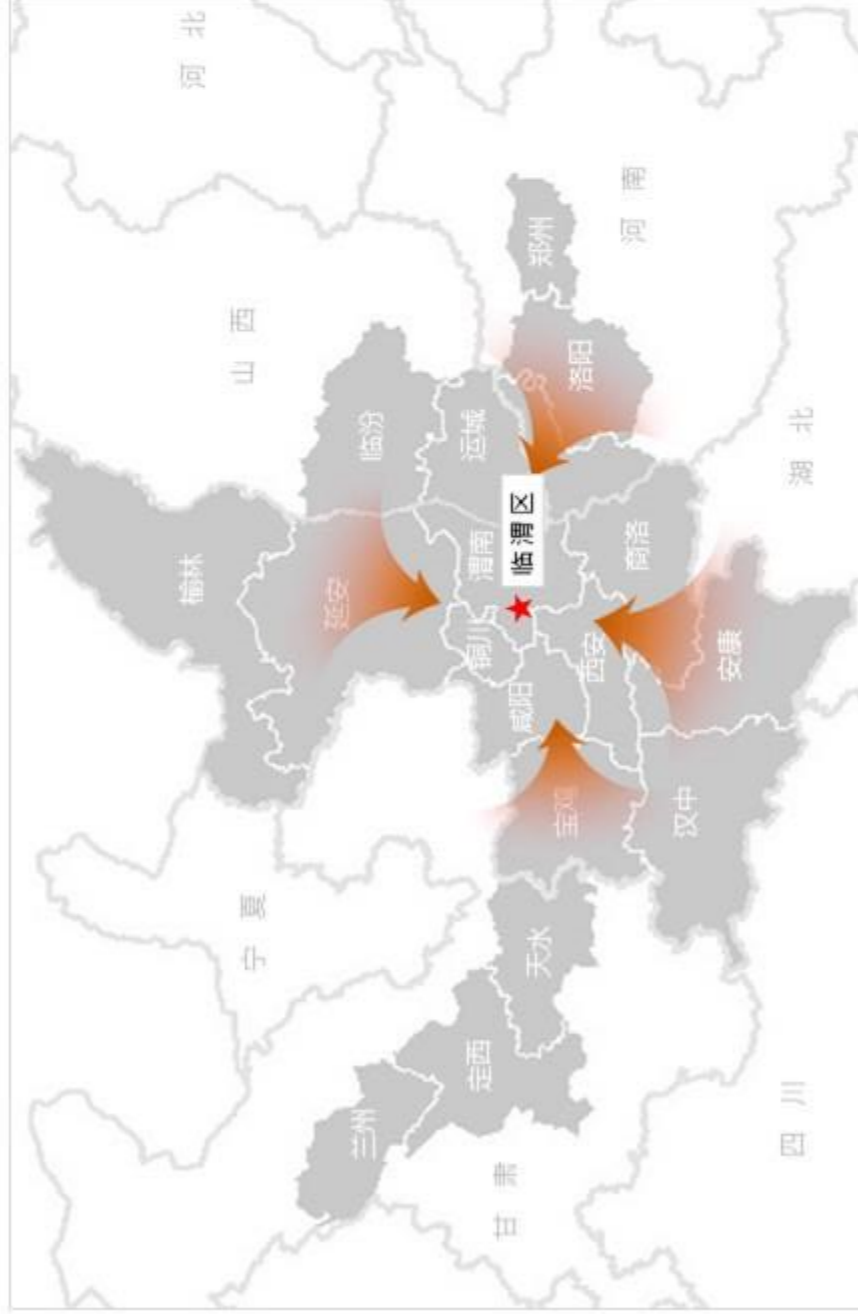 河北
榆林
宁夏
山西
延安
兰州
临汾
定西
铜川
渭南
运城
甘肃
咸阳
临渭区
天水
郑州
宝鸡
洛阳
西安
商洛
河南
汉中
安康
四川
湖北